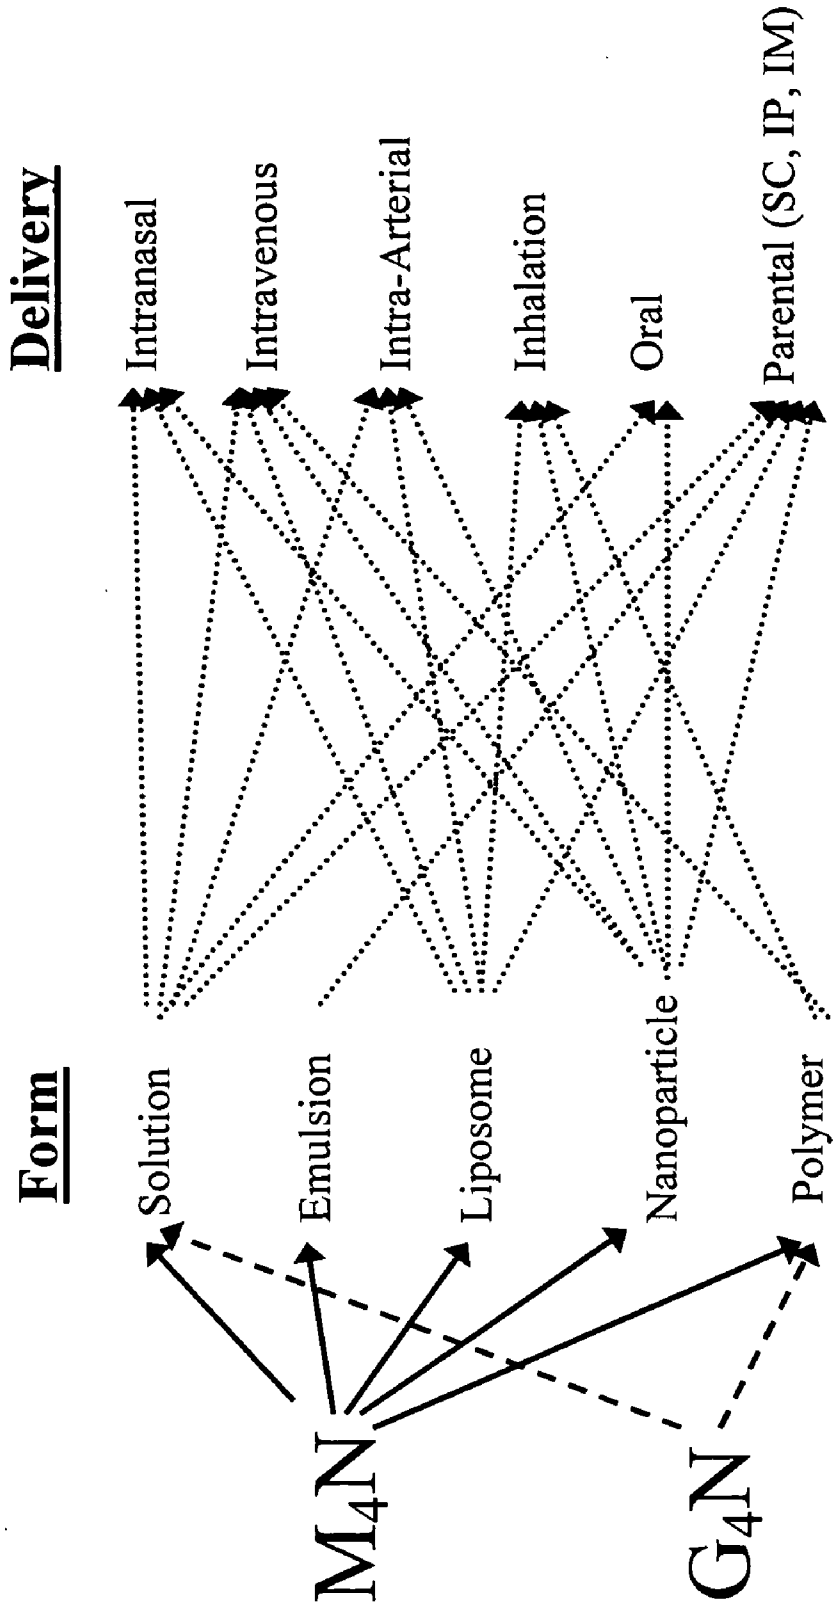 Form
Delivery
M₄N
G₄N
Solution
Emulsion
Liposome
Nanoparticle
Polymer
Intranasal
Intravenous
Intra-Arterial
Inhalation
Oral
Parental (SC, IP, IM)